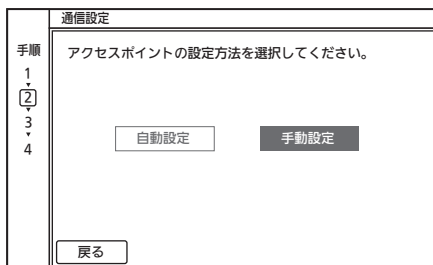 通信設定
手順
1
2
3
4
アクセスポイントの設定方法を選択してください。
自動設定
手動設定
戻る